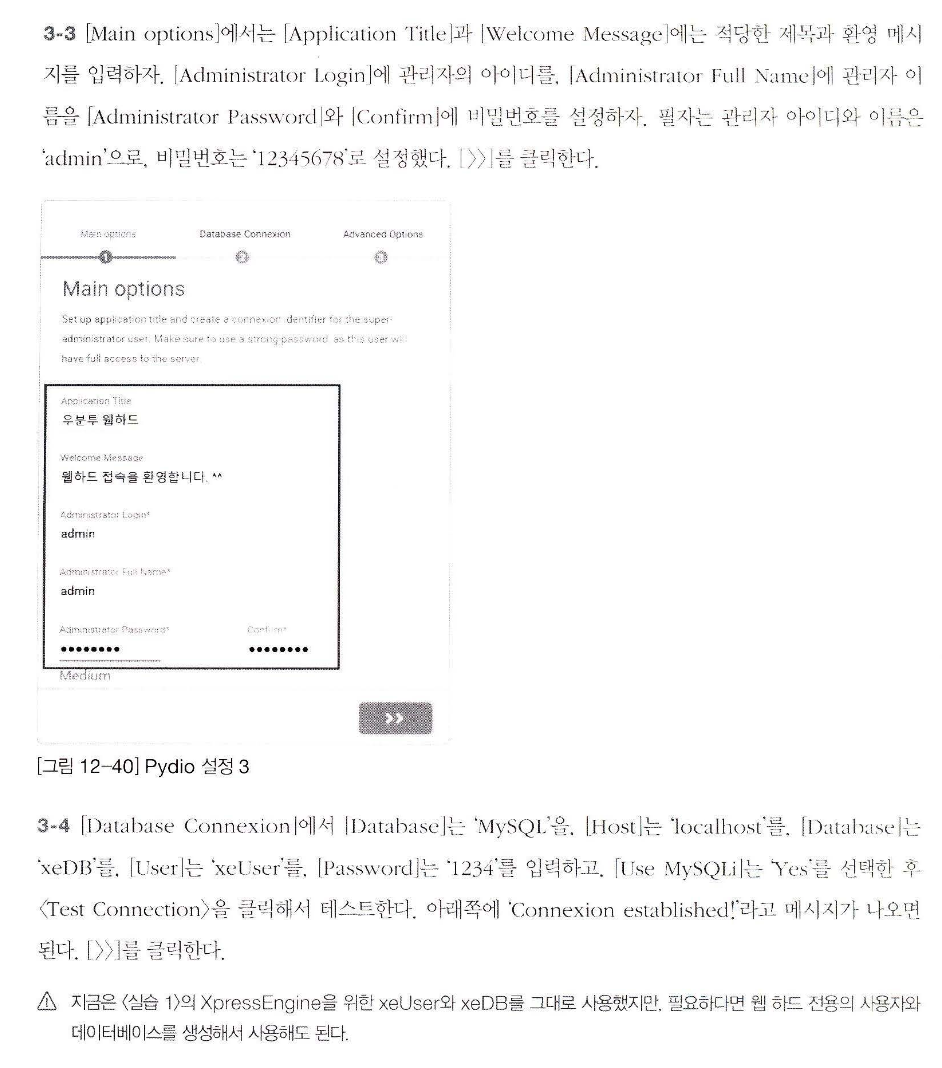 3-3 [Main options]에서는 [Application Title]과 [Welcome Message]에는 적당한 제목과 환영 메시
지를 입력하자. [Administrator Login]에 관리자의 아이디를, [Administrator Full Name]에 관리자 이
름을 [Administrator Password]와 [Confirm]에 비밀번호를 설정하자. 필자는 관리자 아이디와 이름은
'admin'으로, 비밀번호는 '12345678'로 설정했다. [〉〉]를 클릭한다.
Main options Database Connexion Advanced Options
1 2 3
Main options
Set up application title and create a connexion identifier for the super-
administrator user. Make sure to use a strong password, as this user will
have full access to the server.
Application Title
우분투 웹하드
Welcome Message
웹하드 접속을 환영합니다. ^^
Administrator Login*
admin
Administrator Full Name*
admin
Administrator Password* Confirm*
•••••••• ••••••••
Medium
>>
[그림 12-40] Pydio 설정 3
3-4 [Database Connexion]에서 [Database]는 'MySQL'을, [Host]는 'localhost'를, [Database]는
'xeDB'를, [User]는 'xeUser'를, [Password]는 '1234'를 입력하고, [Use MySQLi]는 'Yes'를 선택한 후
〈Test Connection〉을 클릭해서 테스트한다. 아래쪽에 'Connexion established!'라고 메시지가 나오면
된다. [〉〉]를 클릭한다.
⚠ 지금은 〈실습 1〉의 XpressEngine을 위한 xeUser와 xeDB를 그대로 사용했지만, 필요하다면 웹 하드 전용의 사용자와
데이터베이스를 생성해서 사용해도 된다.